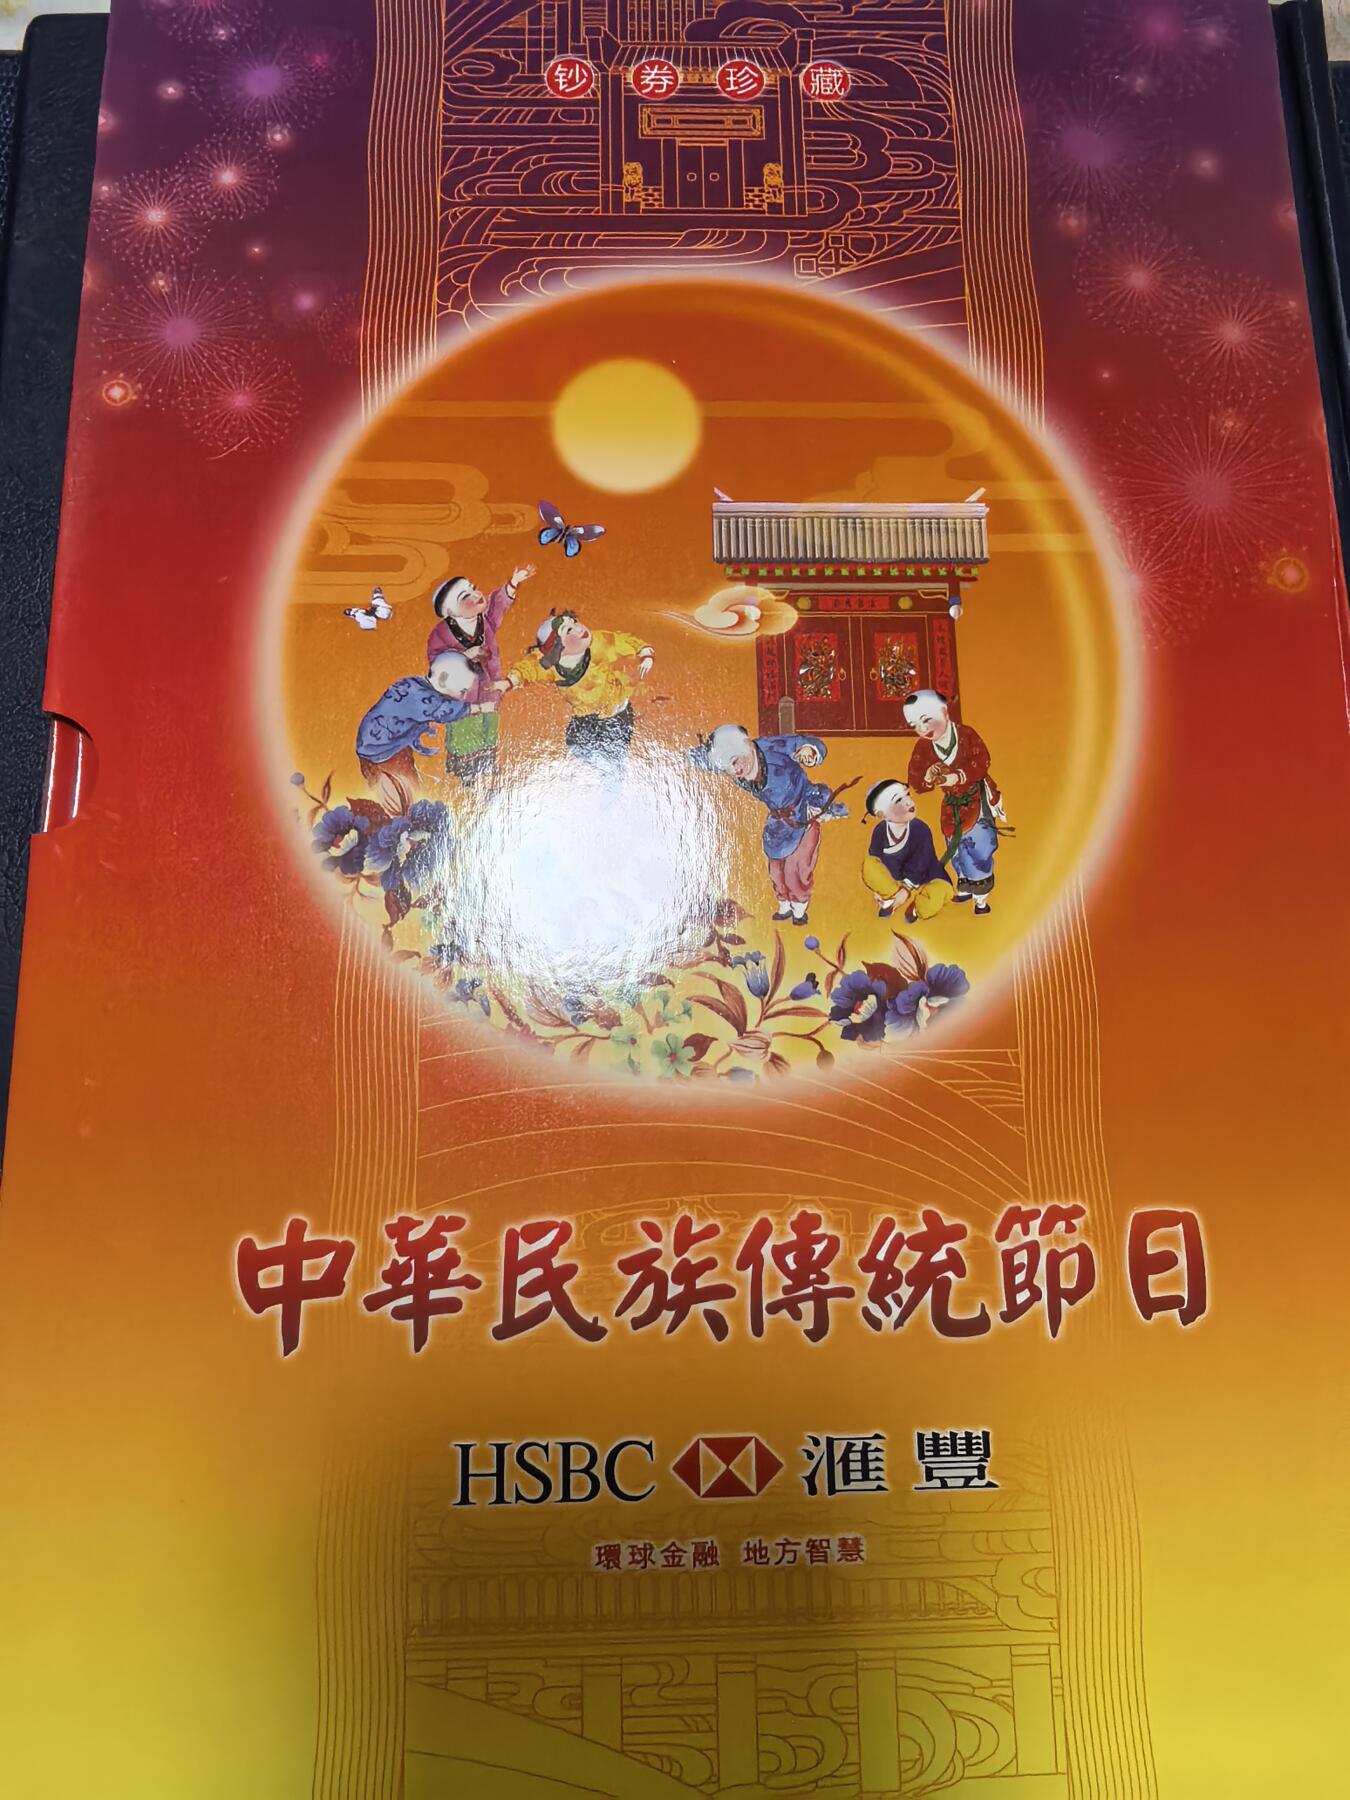 钞券珍藏
中華民族傳統節日
HSBC 滙豐
環球金融 地方智慧